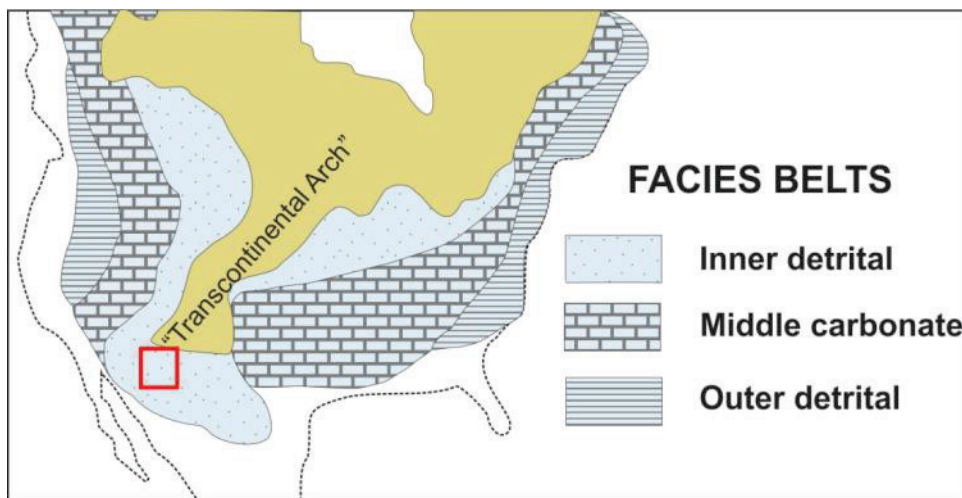 “Transcontinental Arch”
FACIES BELTS
Inner detrital
Middle carbonate
Outer detrital